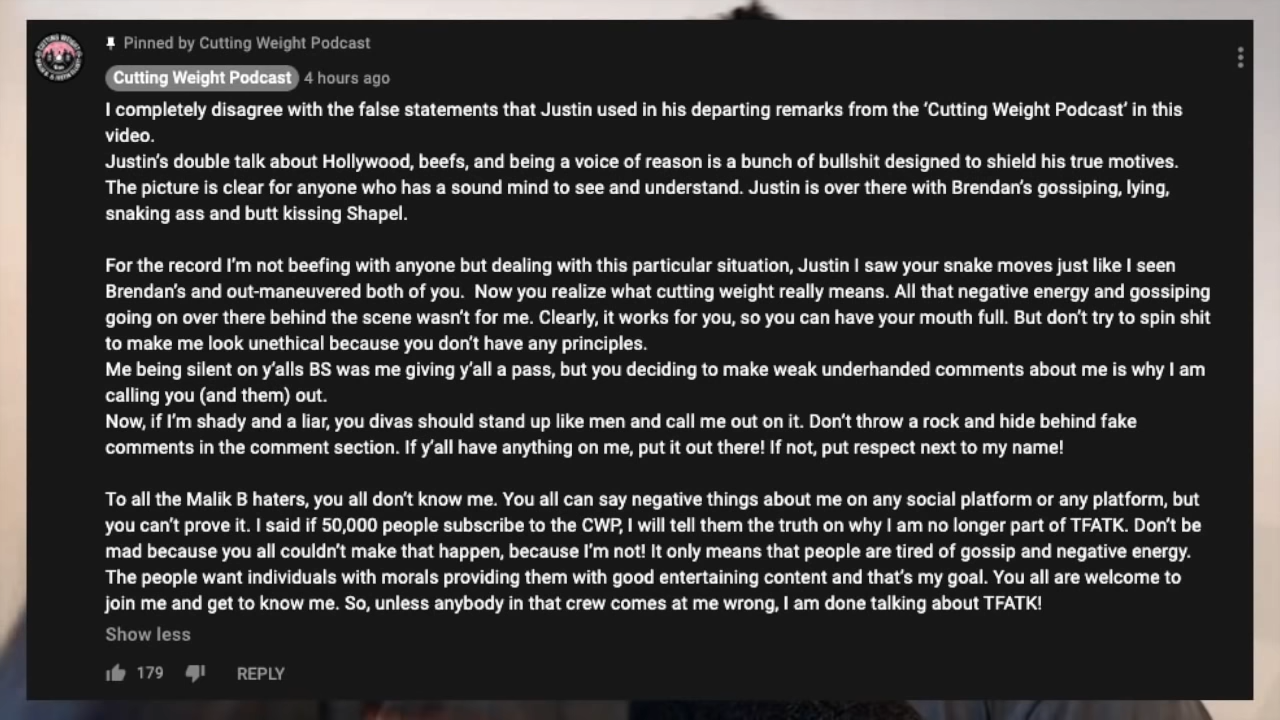 Pinned by Cutting Weight Podcast
Cutting Weight Podcast 4 hours ago
I completely disagree with the false statements that Justin used in his departing remarks from the ‘Cutting Weight Podcast’ in this
video.
Justin’s double talk about Hollywood, beefs, and being a voice of reason is a bunch of bullshit designed to shield his true motives.
The picture is clear for anyone who has a sound mind to see and understand. Justin is over there with Brendan’s gossiping, lying,
snaking ass and butt kissing Shapel.
For the record I’m not beefing with anyone but dealing with this particular situation, Justin I saw your snake moves just like I seen
Brendan’s and out-maneuvered both of you.  Now you realize what cutting weight really means. All that negative energy and gossiping
going on over there behind the scene wasn’t for me. Clearly, it works for you, so you can have your mouth full. But don’t try to spin shit
to make me look unethical because you don’t have any principles.
Me being silent on y’alls BS was me giving y’all a pass, but you deciding to make weak underhanded comments about me is why I am
calling you (and them) out.
Now, if I’m shady and a liar, you divas should stand up like men and call me out on it. Don’t throw a rock and hide behind fake
comments in the comment section. If y’all have anything on me, put it out there! If not, put respect next to my name!
To all the Malik B haters, you all don’t know me. You all can say negative things about me on any social platform or any platform, but
you can’t prove it. I said if 50,000 people subscribe to the CWP, I will tell them the truth on why I am no longer part of TFATK. Don’t be
mad because you all couldn’t make that happen, because I’m not! It only means that people are tired of gossip and negative energy.
The people want individuals with morals providing them with good entertaining content and that’s my goal. You all are welcome to
join me and get to know me. So, unless anybody in that crew comes at me wrong, I am done talking about TFATK!
Show less
179 REPLY